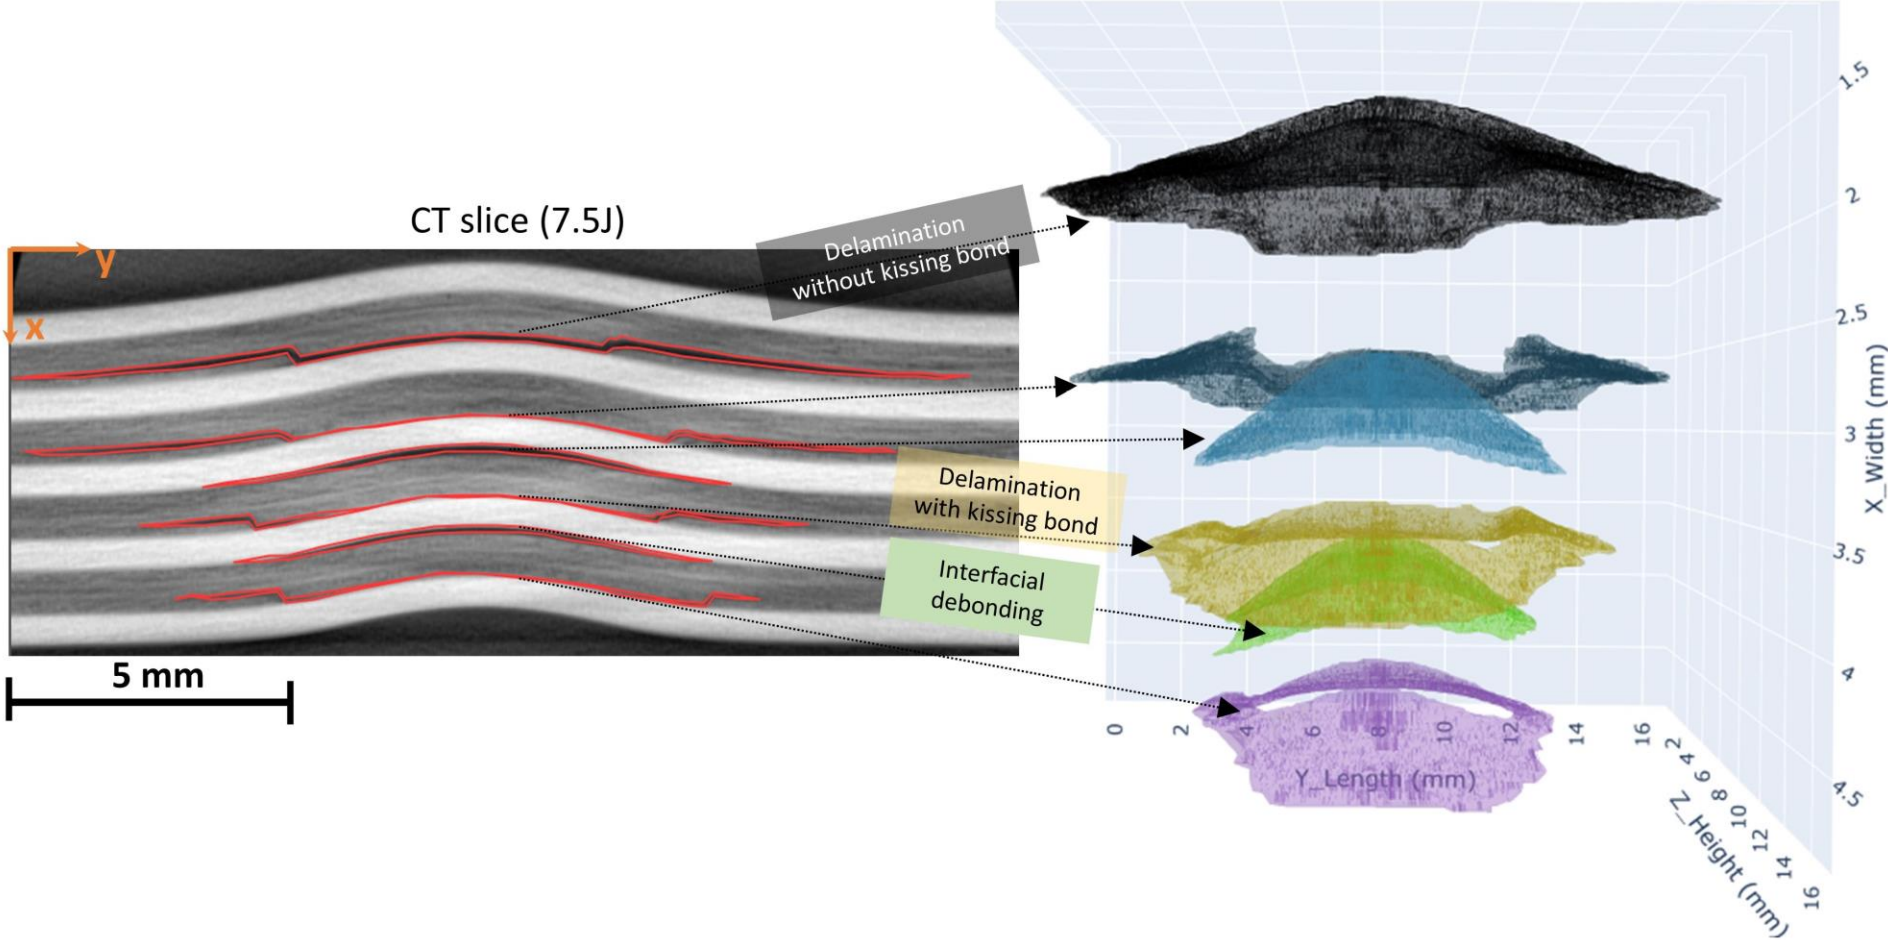 CT slice (7.5J)
y
x
5 mm
Delamination
without kissing bond
Delamination
with kissing bond
Interfacial
debonding
1.5
2
2.5
3
3.5
4
4.5
X_Width (mm)
0
2
4
6
8
10
12
14
16
Y_Length (mm)
2
4
6
8
10
12
14
16
Z_Height (mm)